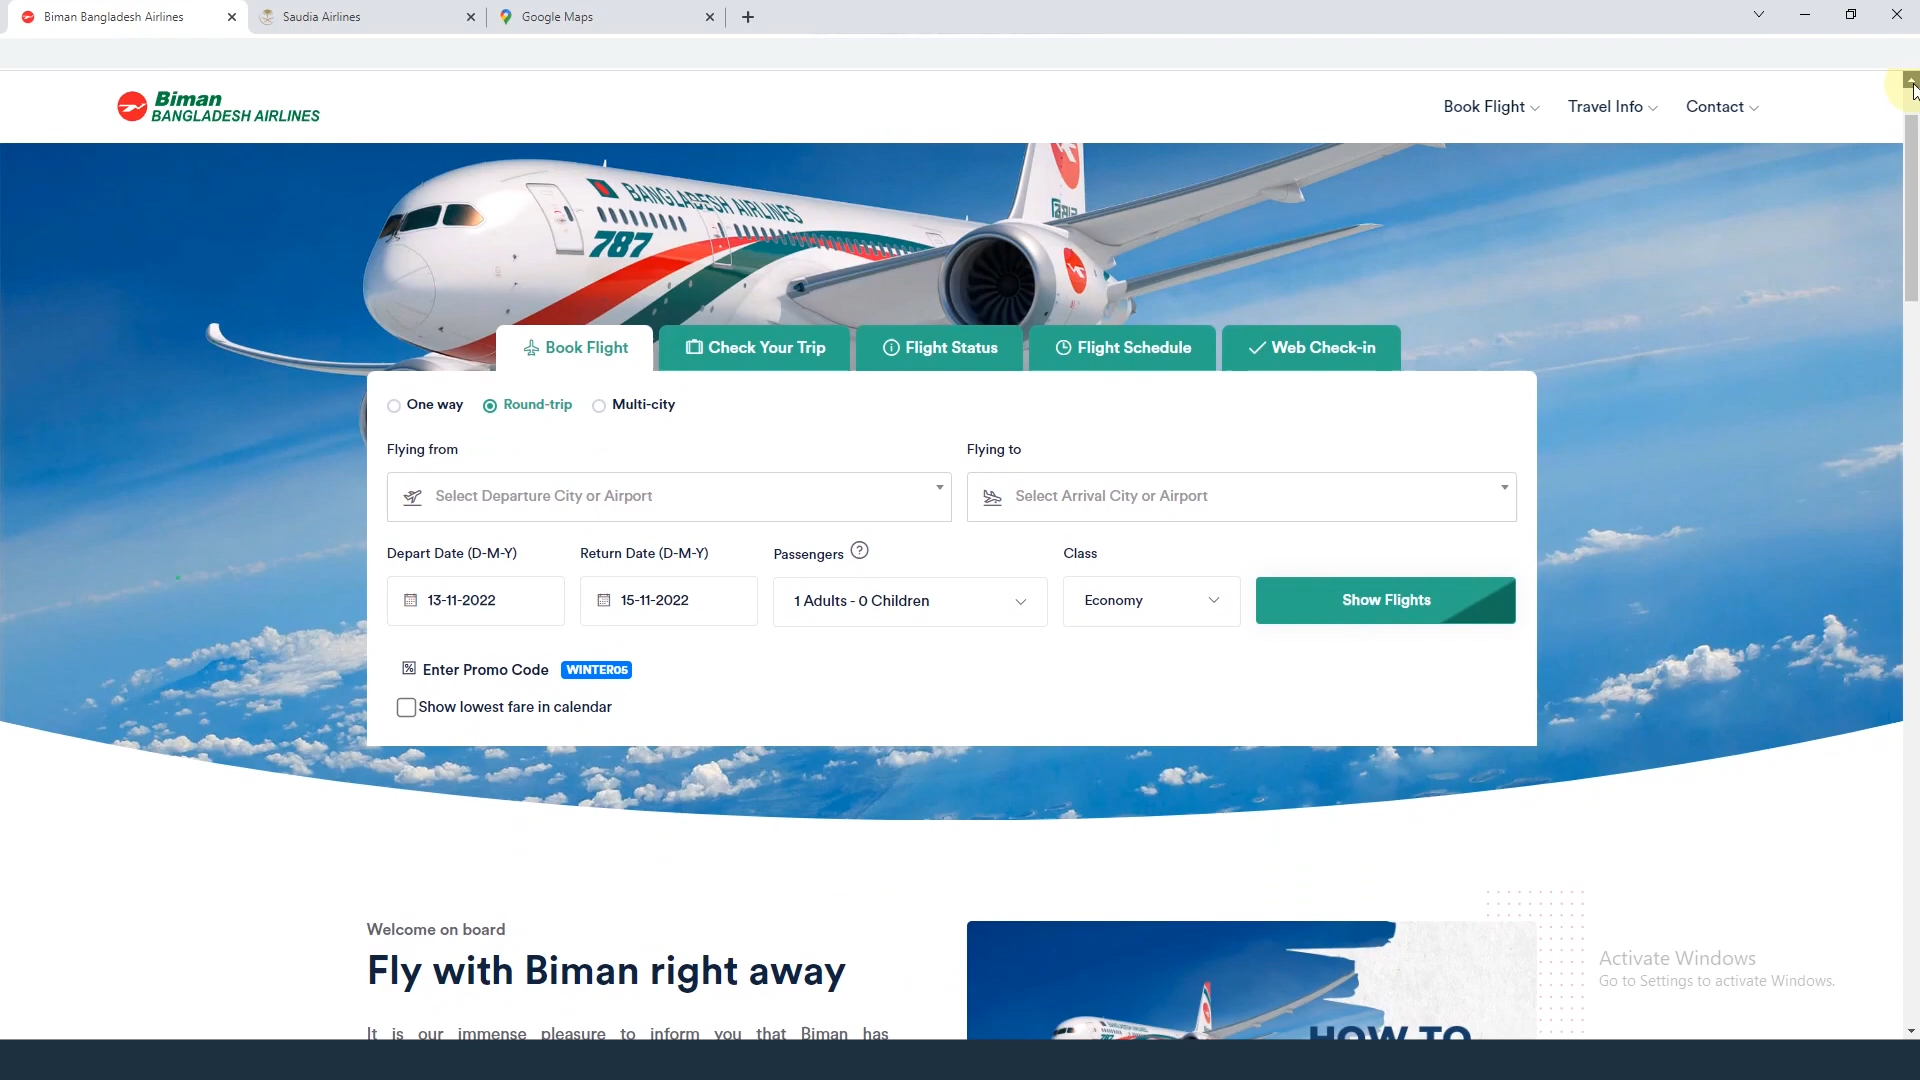 Biman Bangladesh Airlines
Saudia Airlines
Google Maps
Biman
BANGLADESH AIRLINES
Book Flight
Travel Info
Contact
BANGLADESH AIRLINES
787
Book Flight
Check Your Trip
Flight Status
Flight Schedule
Web Check-in
One way
Round-trip
Multi-city
Flying from
Flying to
Select Departure City or Airport
Select Arrival City or Airport
Depart Date (D-M-Y)
Return Date (D-M-Y)
Passengers ?
Class
13-11-2022
15-11-2022
1 Adults - 0 Children
Economy
Show Flights
Enter Promo Code WINTER05
Show lowest fare in calendar
Welcome on board
Fly with Biman right away
It is our immense pleasure to inform you that Biman has
HOW TO
Activate Windows
Go to Settings to activate Windows.